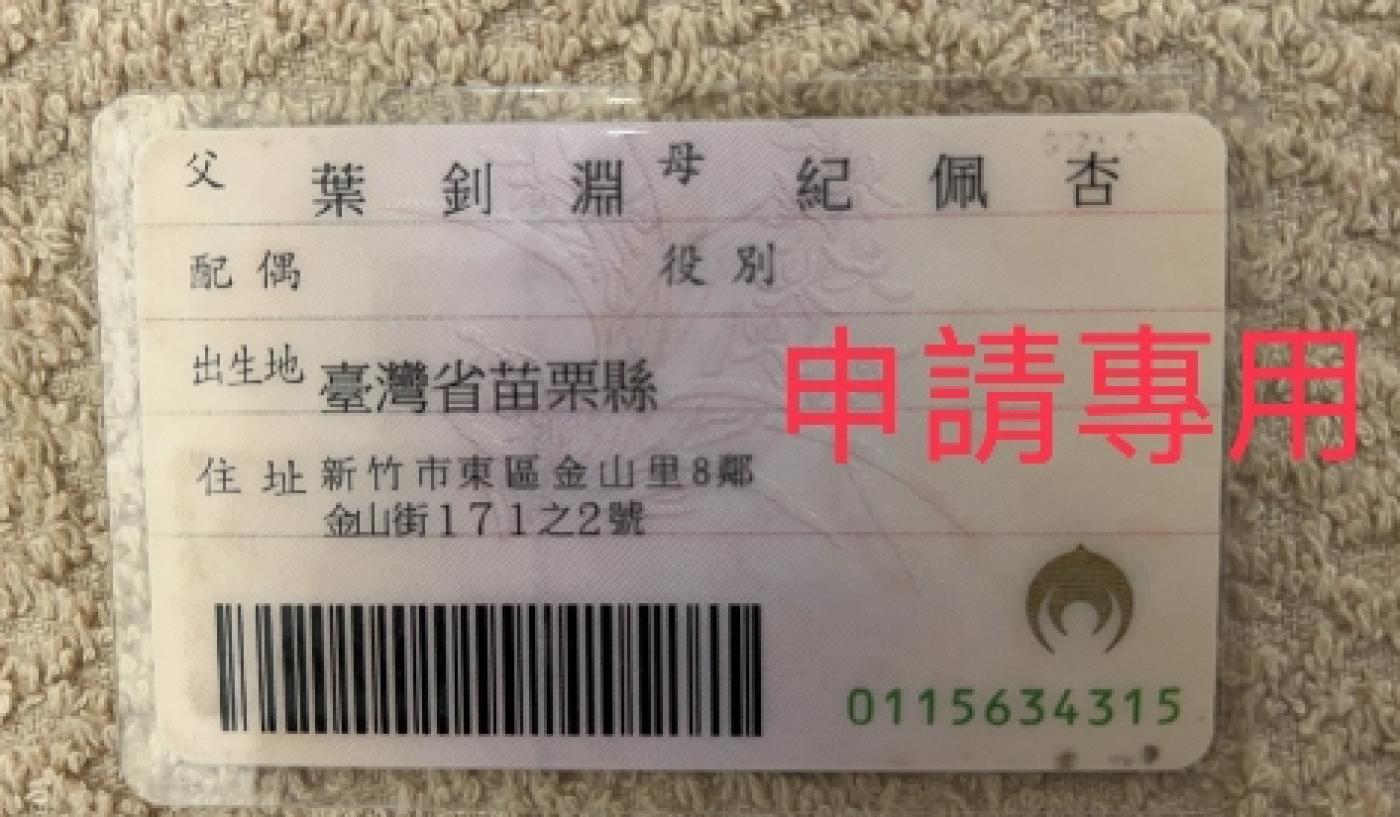 父 葉釗淵 母 紀佩杏
配偶 役別
出生地 臺灣省苗栗縣
申請專用
住址 新竹市東區金山里8鄰
金山街171之2號
0115634315